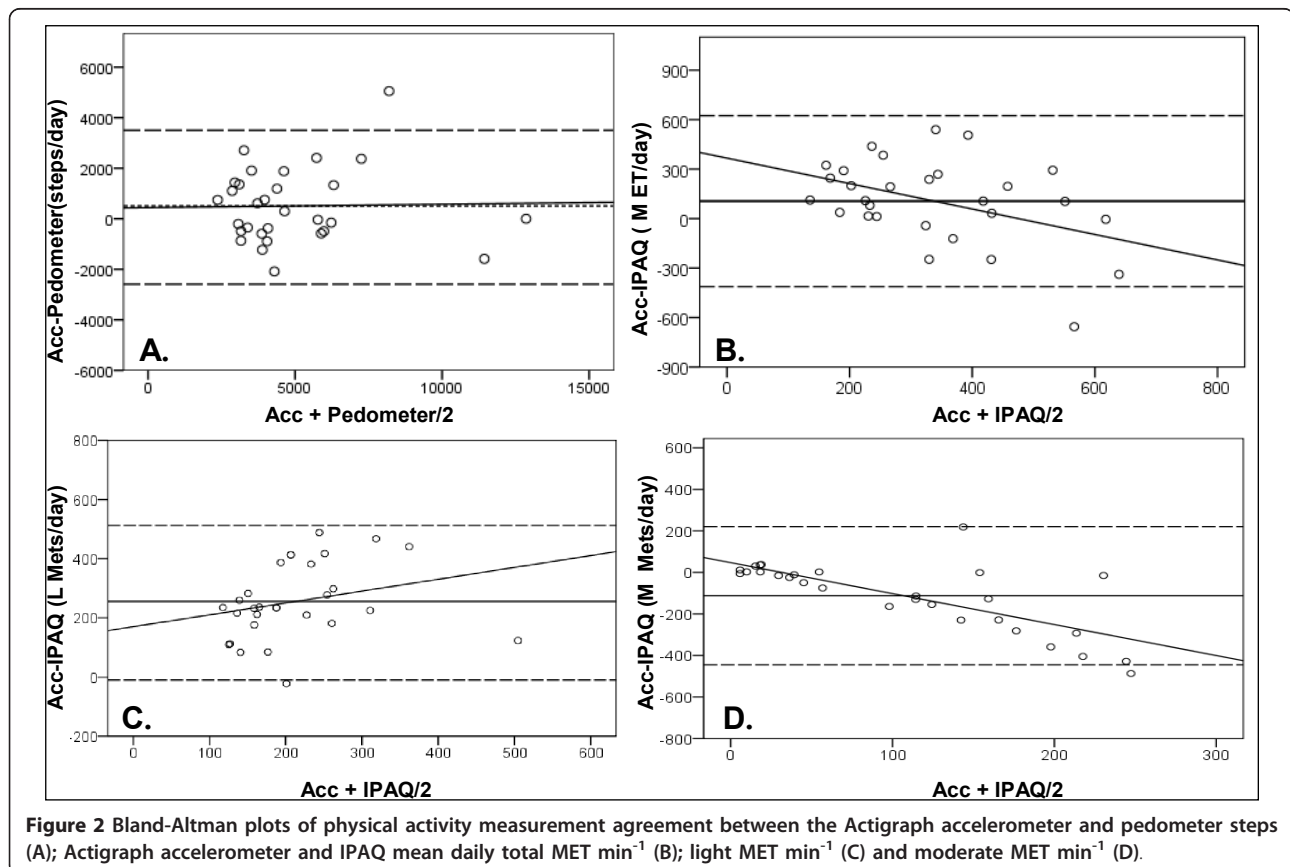 6000
4000
2000
0
-2000
-4000
-6000
Acc-Pedometer(steps/day)
A.
0 5000 10000 15000
Acc + Pedometer/2
900
600
300
0
-300
-600
-900
Acc-IPAQ ( M ET/day)
B.
0 200 400 600 800
Acc + IPAQ/2
800
600
400
200
0
-200
Acc-IPAQ (L Mets/day)
C.
0 100 200 300 400 500 600
Acc + IPAQ/2
600
400
200
0
-200
-400
-600
-800
Acc-IPAQ (M Mets/day)
D.
0 100 200 300
Acc + IPAQ/2
Figure 2 Bland-Altman plots of physical activity measurement agreement between the Actigraph accelerometer and pedometer steps
(A); Actigraph accelerometer and IPAQ mean daily total MET min⁻¹ (B); light MET min⁻¹ (C) and moderate MET min⁻¹ (D).